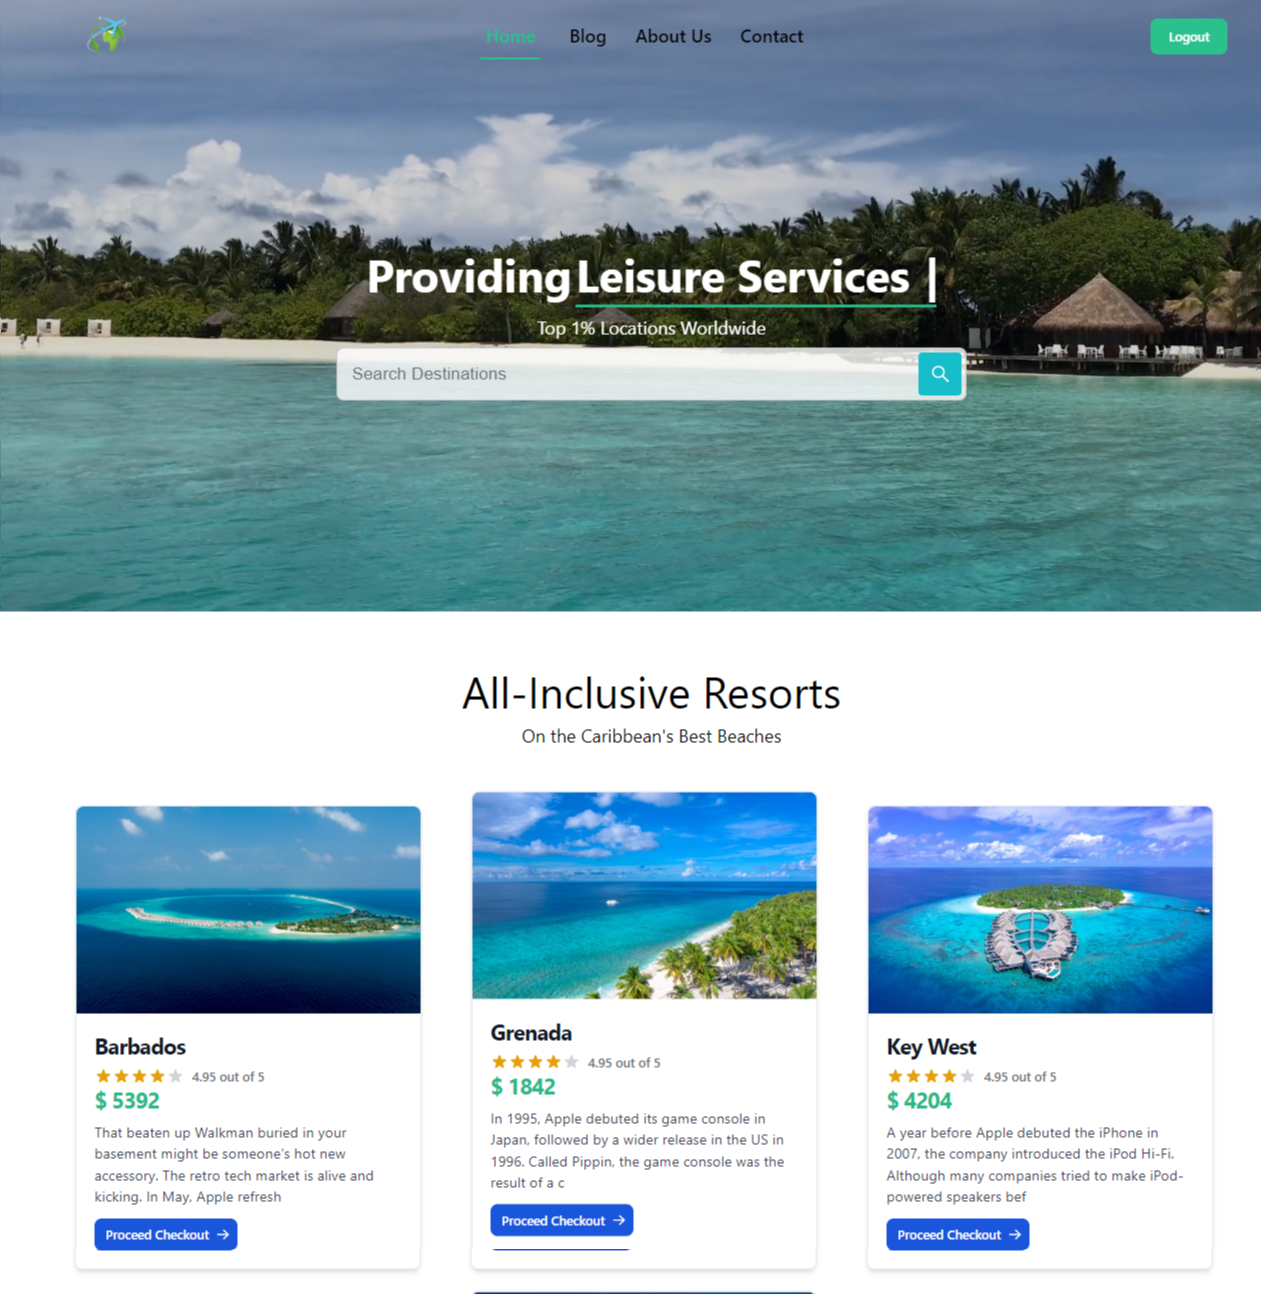 Home Blog About Us Contact Logout
Providing Leisure Services |
Top 1% Locations Worldwide
Search Destinations
All-Inclusive Resorts
On the Caribbean's Best Beaches
Barbados
4.95 out of 5
$ 5392
That beaten up Walkman buried in your
basement might be someone's hot new
accessory. The retro tech market is alive and
kicking. In May, Apple refresh
Proceed Checkout →
Grenada
4.95 out of 5
$ 1842
In 1995, Apple debuted its game console in
Japan, followed by a wider release in the US in
1996. Called Pippin, the game console was the
result of a c
Proceed Checkout →
Key West
4.95 out of 5
$ 4204
A year before Apple debuted the iPhone in
2007, the company introduced the iPod Hi-Fi.
Although many companies tried to make iPod-
powered speakers bef
Proceed Checkout →